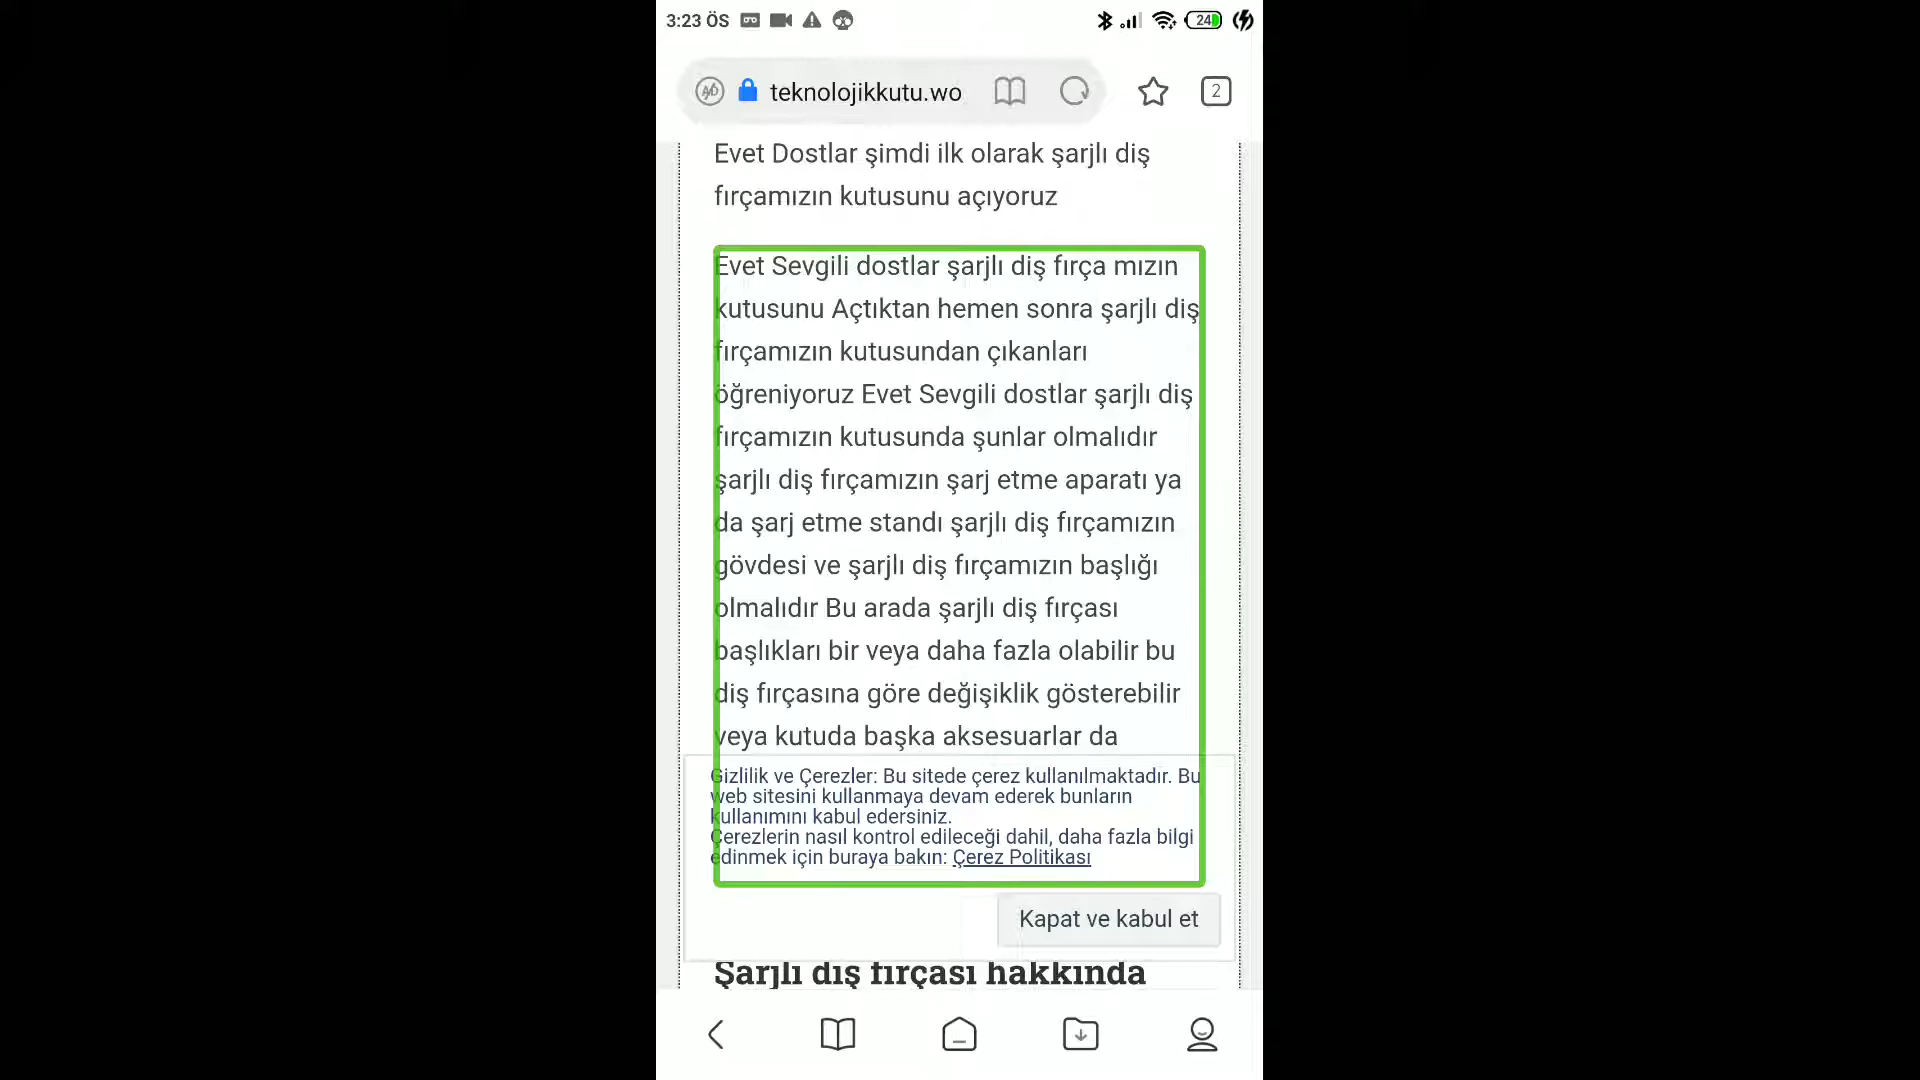 3:23 ÖS
24
teknolojikkutu.wo
2
Evet Dostlar şimdi ilk olarak şarjlı diş
fırçamızın kutusunu açıyoruz
Evet Sevgili dostlar şarjlı diş fırça mızın
kutusunu Açtıktan hemen sonra şarjlı diş
fırçamızın kutusundan çıkanları
öğreniyoruz Evet Sevgili dostlar şarjlı diş
fırçamızın kutusunda şunlar olmalıdır
şarjlı diş fırçamızın şarj etme aparatı ya
da şarj etme standı şarjlı diş fırçamızın
gövdesi ve şarjlı diş fırçamızın başlığı
olmalıdır Bu arada şarjlı diş fırçası
başlıkları bir veya daha fazla olabilir bu
diş fırçasına göre değişiklik gösterebilir
veya kutuda başka aksesuarlar da
Gizlilik ve Çerezler: Bu sitede çerez kullanılmaktadır. Bu
web sitesini kullanmaya devam ederek bunların
kullanımını kabul edersiniz.
Çerezlerin nasıl kontrol edileceği dahil, daha fazla bilgi
edinmek için buraya bakın: Çerez Politikası
Kapat ve kabul et
Şarjlı diş fırçası hakkında